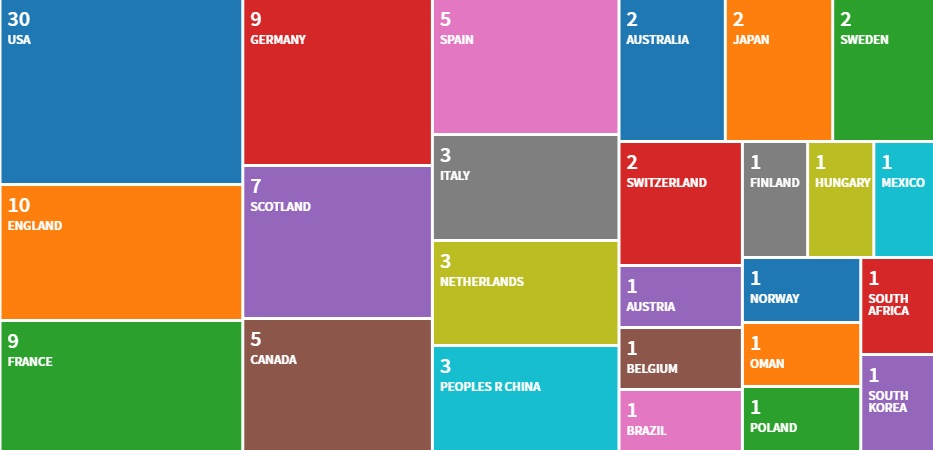 30
USA
10
ENGLAND
9
FRANCE
9
GERMANY
7
SCOTLAND
5
CANADA
5
SPAIN
3
ITALY
3
NETHERLANDS
3
PEOPLES R CHINA
2
AUSTRALIA
2
JAPAN
2
SWEDEN
2
SWITZERLAND
1
AUSTRIA
1
BELGIUM
1
BRAZIL
1
FINLAND
1
HUNGARY
1
MEXICO
1
NORWAY
1
OMAN
1
POLAND
1
SOUTH
AFRICA
1
SOUTH
KOREA